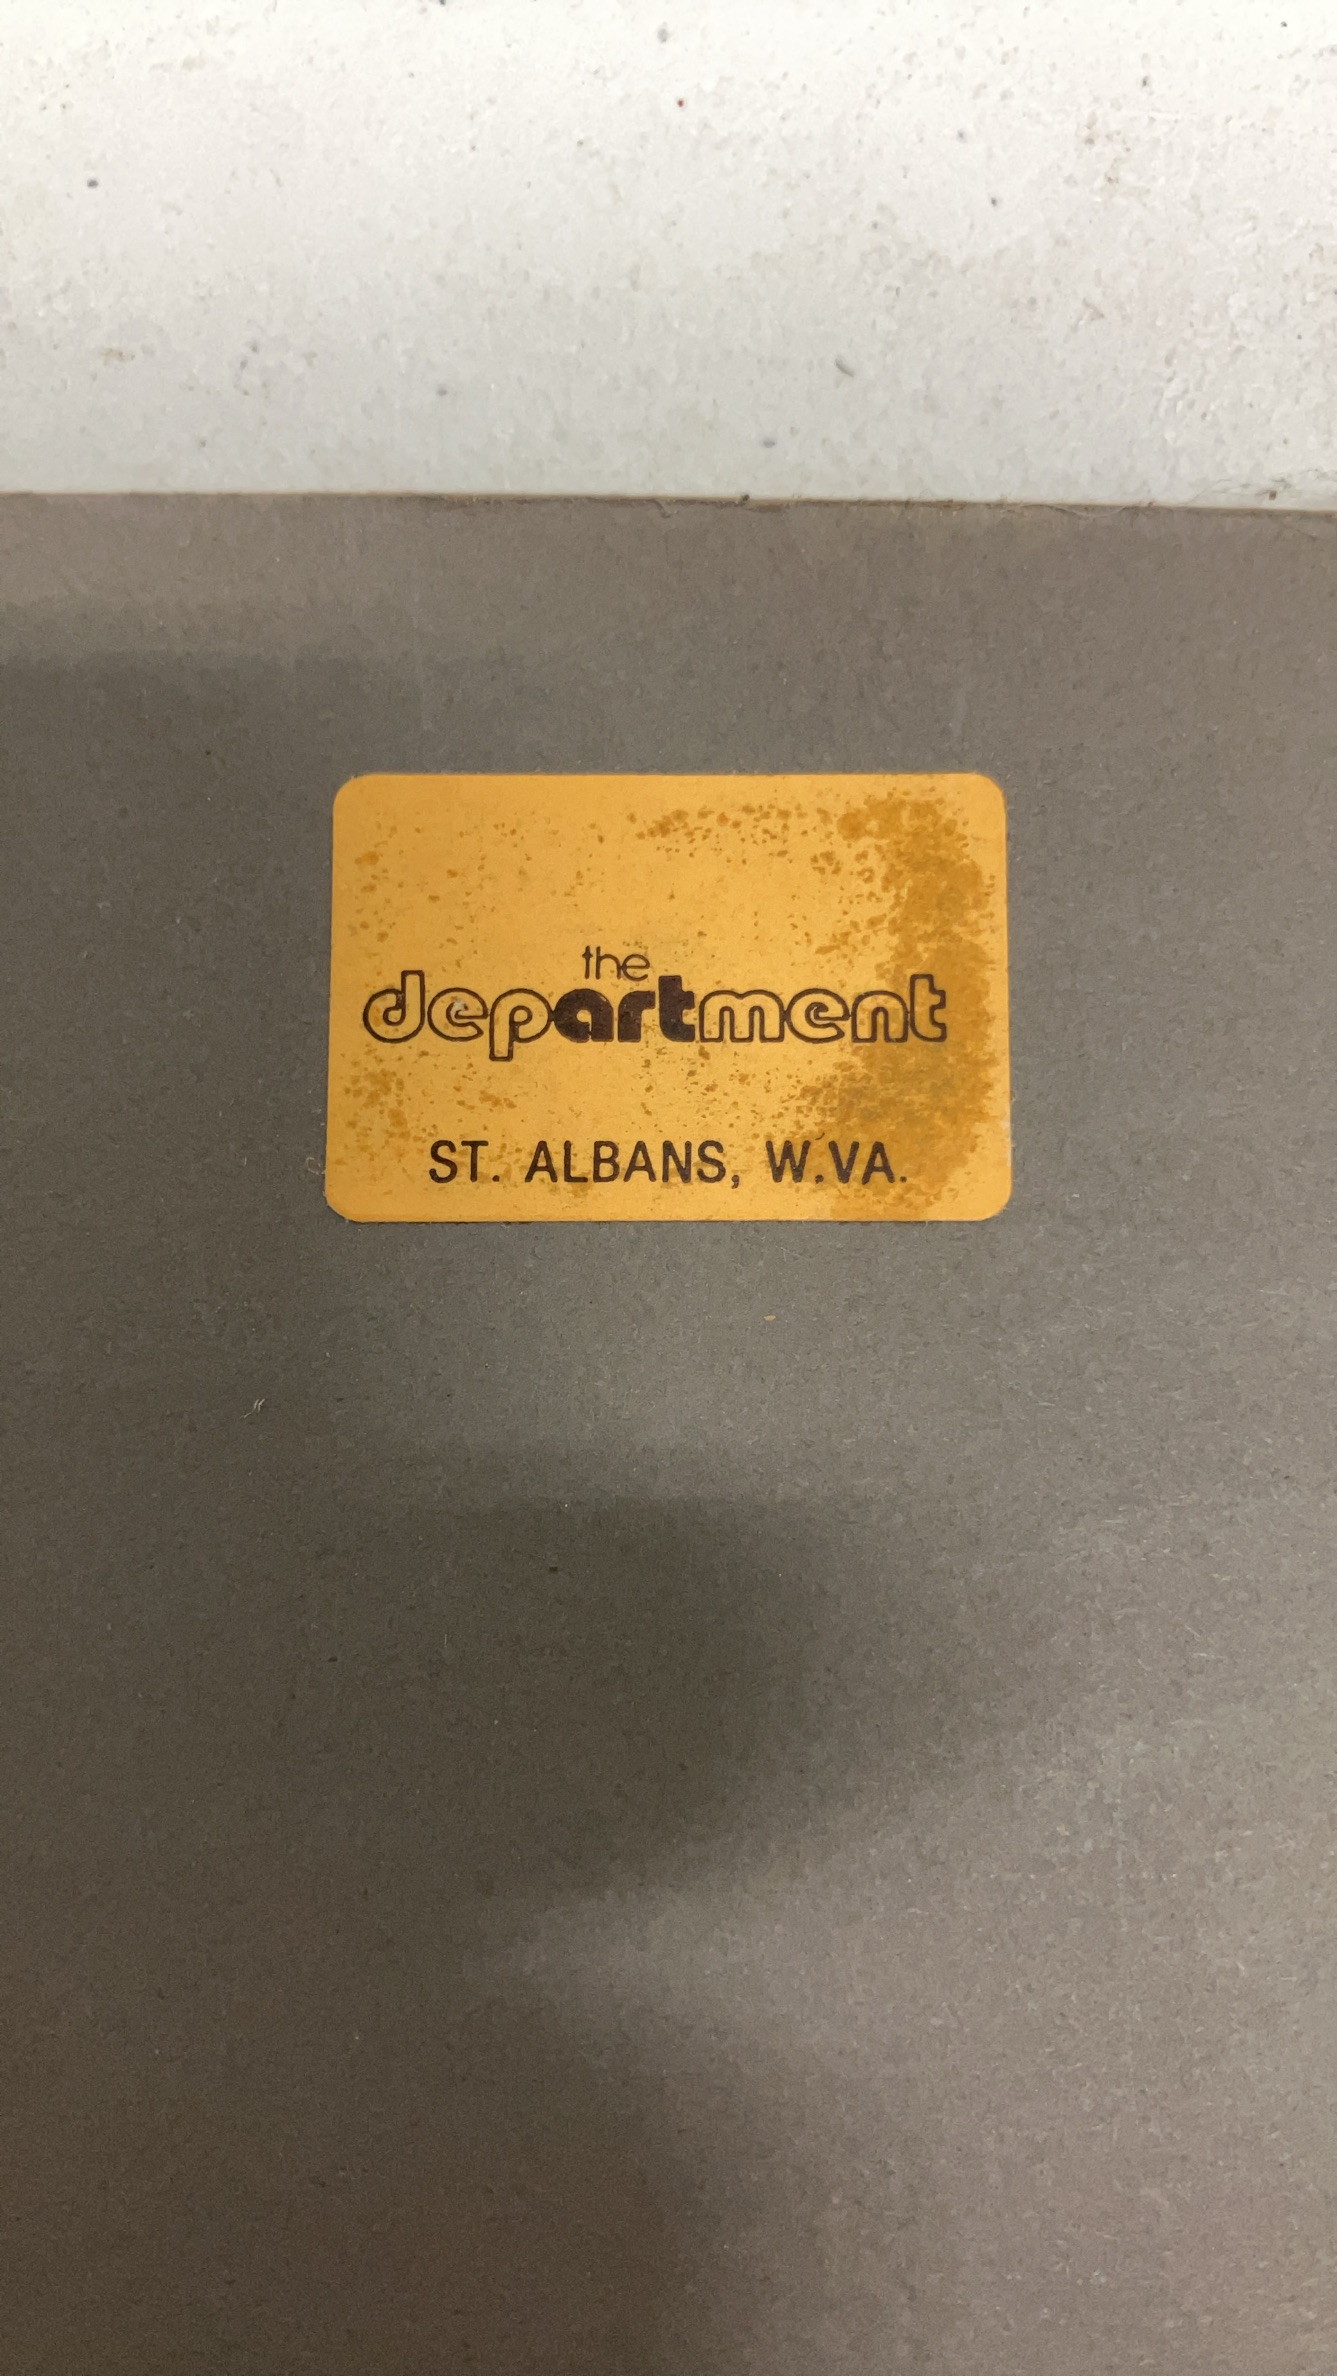 the
department
ST. ALBANS, W.VA.